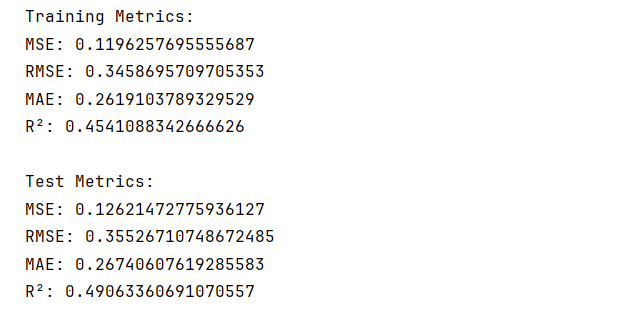 Training Metrics:
MSE: 0.1196257695555687
RMSE: 0.3458695709705353
MAE: 0.2619103789329529
R²: 0.4541088342666626
Test Metrics:
MSE: 0.12621472775936127
RMSE: 0.35526710748672485
MAE: 0.26740607619285583
R²: 0.49063360691070557